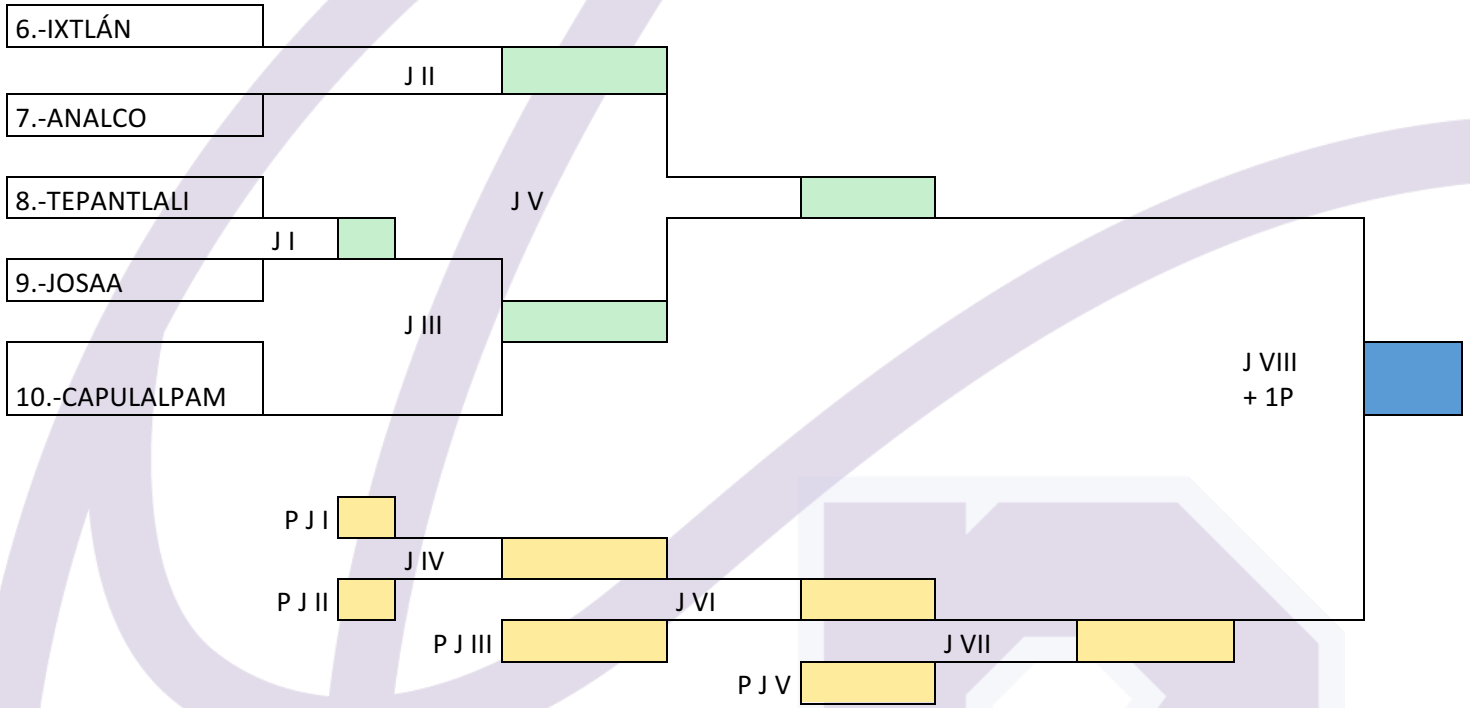 6.-IXTLÁN
J II
7.-ANALCO
8.-TEPANTLALI
J V
J I
9.-JOSAA
J III
J VIII
+ 1P
10.-CAPULALPAM
P J I
J IV
P J II
J VI
P J III
J VII
P J V